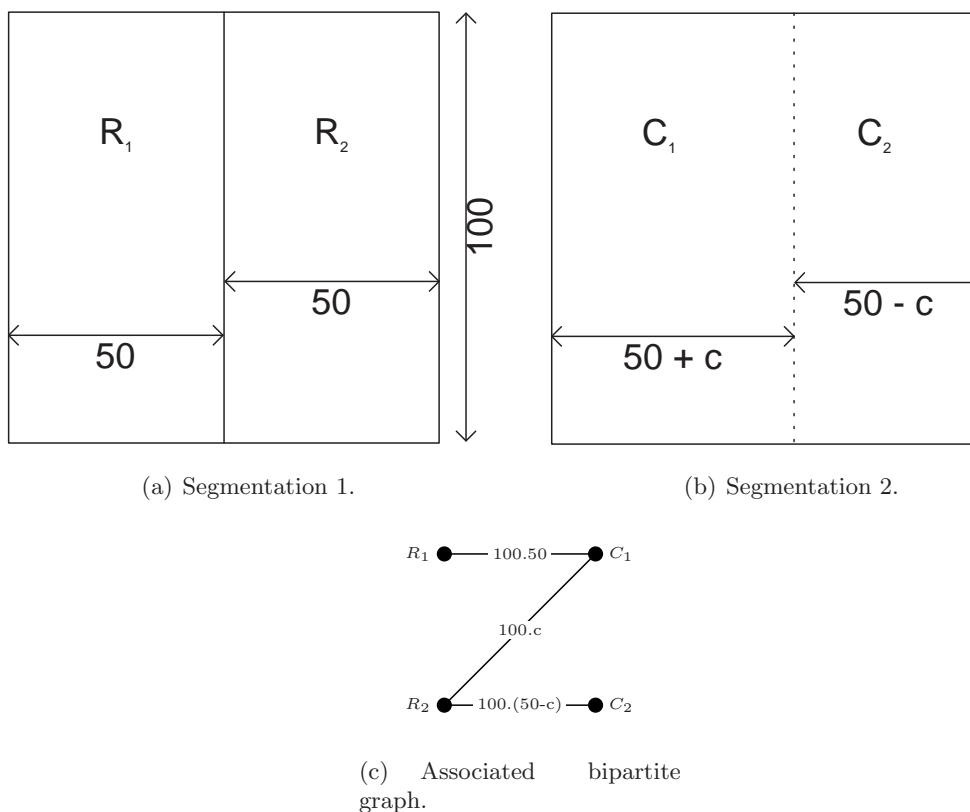 R₁
R₂
100
50
50
C₁
C₂
50 - c
50 + c
(a) Segmentation 1.
(b) Segmentation 2.
R₁ 100.50 C₁
100.c
R₂ 100.(50-c) C₂
(c) Associated bipartite
graph.